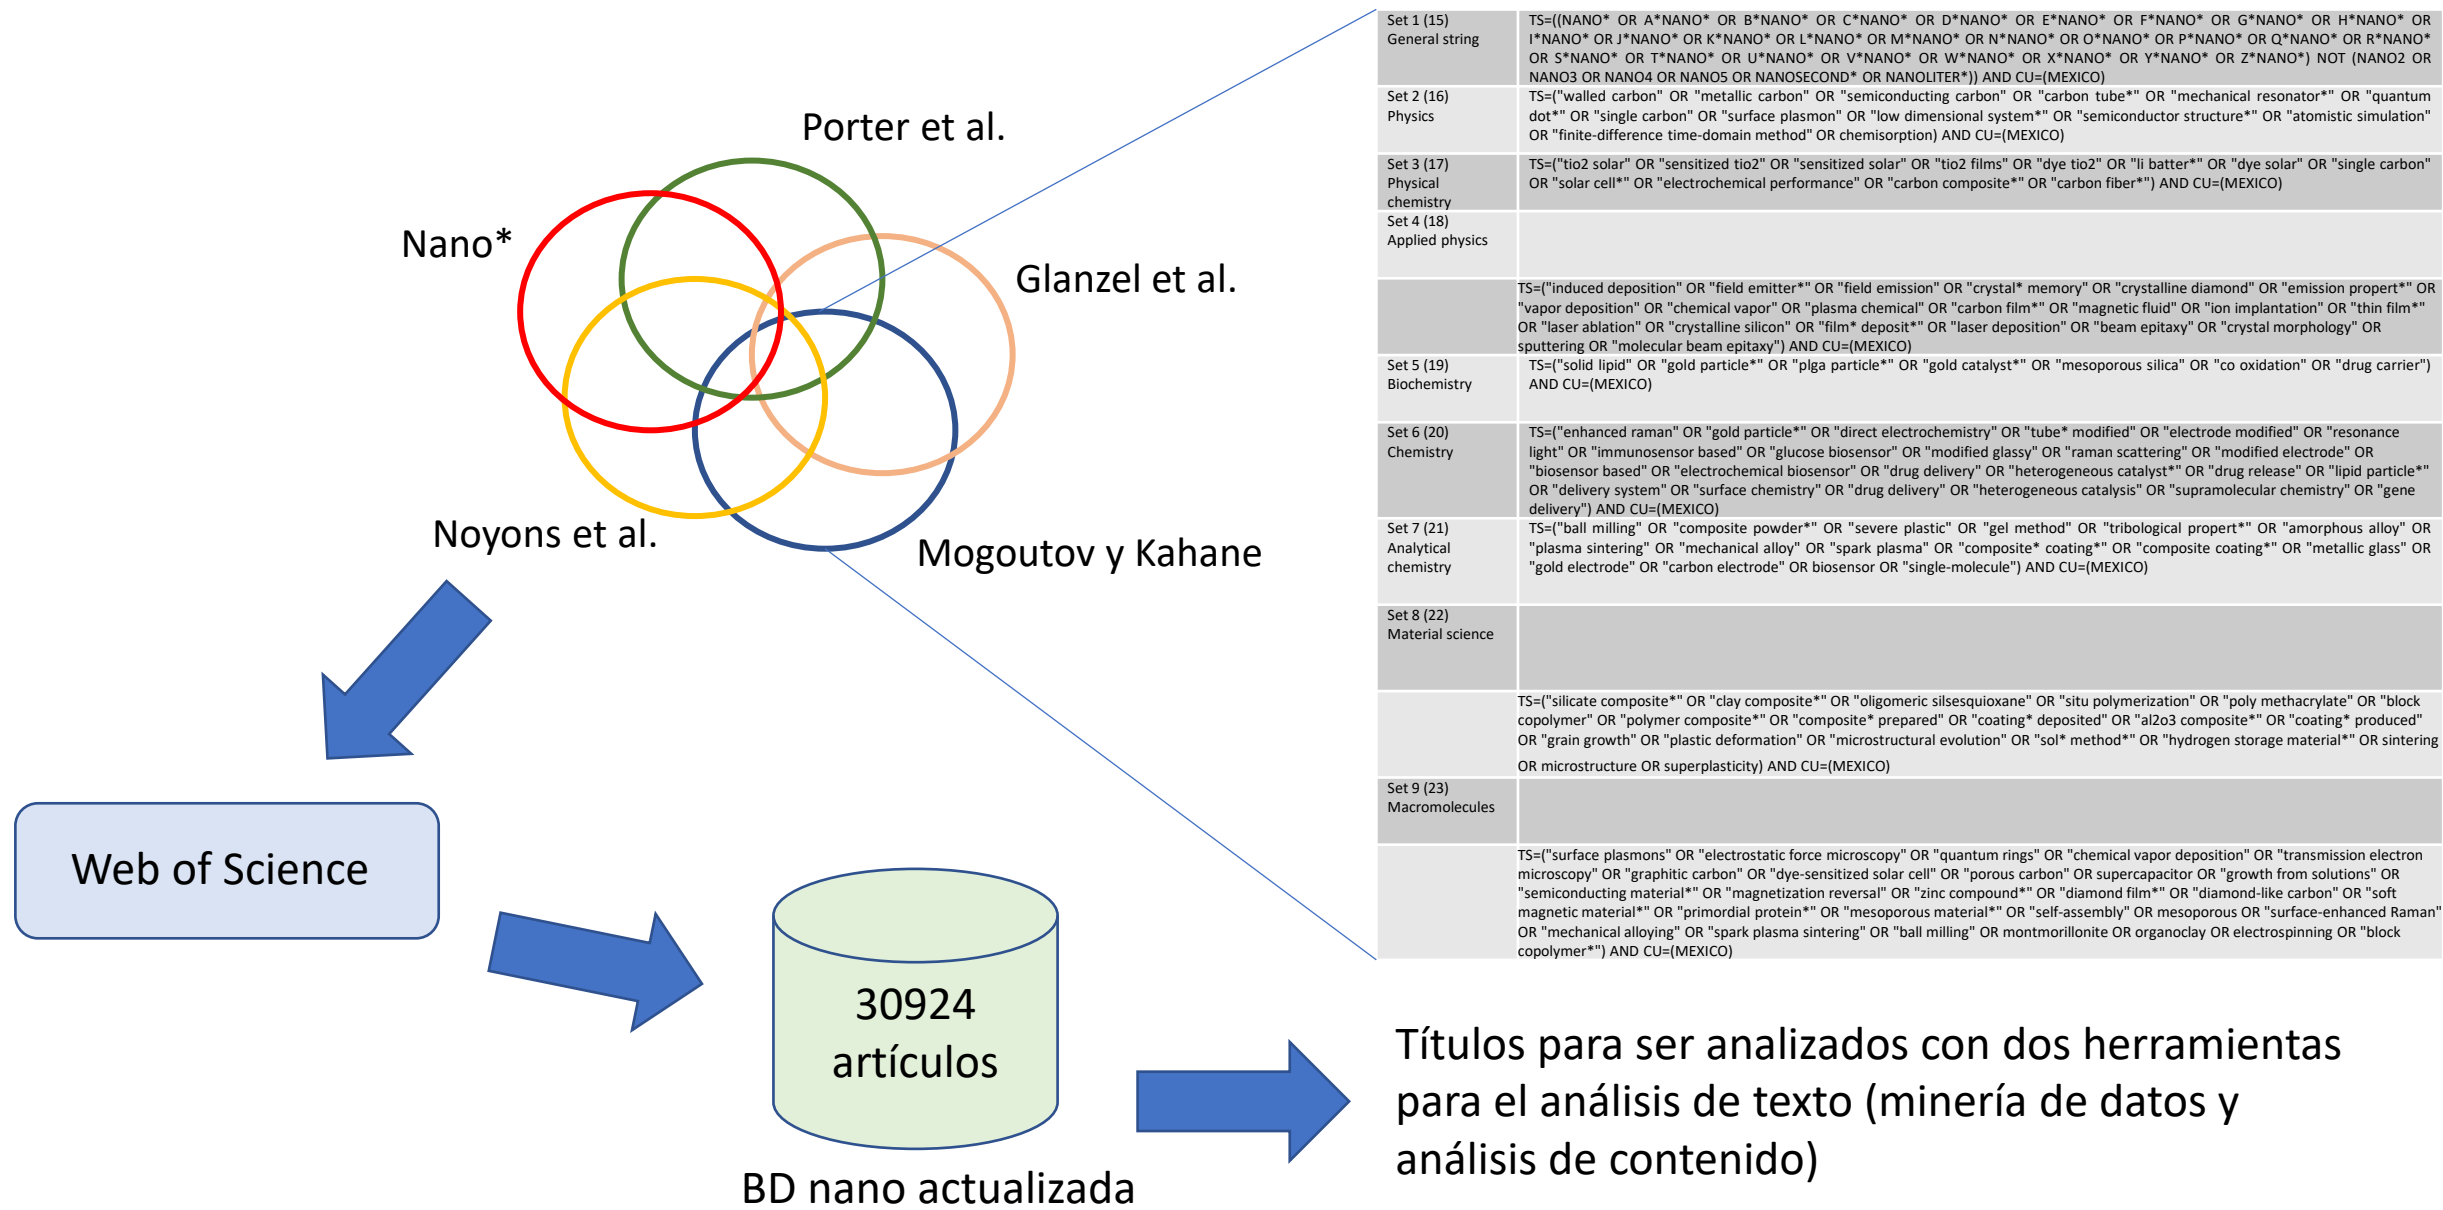 Porter et al.
Nano*
Glanzel et al.
Noyons et al.
Mogoutov y Kahane
Web of Science
30924
artículos
BD nano actualizada
Set 1 (15)
General string
TS=((NANO* OR A*NANO* OR B*NANO* OR C*NANO* OR D*NANO* OR E*NANO* OR F*NANO* OR G*NANO* OR H*NANO* OR
I*NANO* OR J*NANO* OR K*NANO* OR L*NANO* OR M*NANO* OR N*NANO* OR O*NANO* OR P*NANO* OR Q*NANO* OR R*NANO*
OR S*NANO* OR T*NANO* OR U*NANO* OR V*NANO* OR W*NANO* OR X*NANO* OR Y*NANO* OR Z*NANO*) NOT (NANO2 OR
NANO3 OR NANO4 OR NANO5 OR NANOSECOND* OR NANOLITER*)) AND CU=(MEXICO)
Set 2 (16)
Physics
TS=("walled carbon" OR "metallic carbon" OR "semiconducting carbon" OR "carbon tube*" OR "mechanical resonator*" OR "quantum
dot*" OR "single carbon" OR "surface plasmon" OR "low dimensional system*" OR "semiconductor structure*" OR "atomistic simulation"
OR "finite-difference time-domain method" OR chemisorption) AND CU=(MEXICO)
Set 3 (17)
Physical
chemistry
TS=("tio2 solar" OR "sensitized tio2" OR "sensitized solar" OR "tio2 films" OR "dye tio2" OR "li batter*" OR "dye solar" OR "single carbon"
OR "solar cell*" OR "electrochemical performance" OR "carbon composite*" OR "carbon fiber*") AND CU=(MEXICO)
Set 4 (18)
Applied physics
TS=("induced deposition" OR "field emitter*" OR "field emission" OR "crystal* memory" OR "crystalline diamond" OR "emission propert*" OR
"vapor deposition" OR "chemical vapor" OR "plasma chemical" OR "carbon film*" OR "magnetic fluid" OR "ion implantation" OR "thin film*"
OR "laser ablation" OR "crystalline silicon" OR "film* deposit*" OR "laser deposition" OR "beam epitaxy" OR "crystal morphology" OR
sputtering OR "molecular beam epitaxy") AND CU=(MEXICO)
Set 5 (19)
Biochemistry
TS=("solid lipid" OR "gold particle*" OR "plga particle*" OR "gold catalyst*" OR "mesoporous silica" OR "co oxidation" OR "drug carrier")
AND CU=(MEXICO)
Set 6 (20)
Chemistry
TS=("enhanced raman" OR "gold particle*" OR "direct electrochemistry" OR "tube* modified" OR "electrode modified" OR "resonance
light" OR "immunosensor based" OR "glucose biosensor" OR "modified glassy" OR "raman scattering" OR "modified electrode" OR
"biosensor based" OR "electrochemical biosensor" OR "drug delivery" OR "heterogeneous catalyst*" OR "drug release" OR "lipid particle*"
OR "delivery system" OR "surface chemistry" OR "drug delivery" OR "heterogeneous catalysis" OR "supramolecular chemistry" OR "gene
delivery") AND CU=(MEXICO)
Set 7 (21)
Analytical
chemistry
TS=("ball milling" OR "composite powder*" OR "severe plastic" OR "gel method" OR "tribological propert*" OR "amorphous alloy" OR
"plasma sintering" OR "mechanical alloy" OR "spark plasma" OR "composite* coating*" OR "composite coating*" OR "metallic glass" OR
"gold electrode" OR "carbon electrode" OR biosensor OR "single-molecule") AND CU=(MEXICO)
Set 8 (22)
Material science
TS=("silicate composite*" OR "clay composite*" OR "oligomeric silsesquioxane" OR "situ polymerization" OR "poly methacrylate" OR "block
copolymer" OR "polymer composite*" OR "composite* prepared" OR "coating* deposited" OR "al2o3 composite*" OR "coating* produced"
OR "grain growth" OR "plastic deformation" OR "microstructural evolution" OR "sol* method*" OR "hydrogen storage material*" OR sintering
OR microstructure OR superplasticity) AND CU=(MEXICO)
Set 9 (23)
Macromolecules
TS=("surface plasmons" OR "electrostatic force microscopy" OR "quantum rings" OR "chemical vapor deposition" OR "transmission electron
microscopy" OR "graphitic carbon" OR "dye-sensitized solar cell" OR "porous carbon" OR supercapacitor OR "growth from solutions" OR
"semiconducting material*" OR "magnetization reversal" OR "zinc compound*" OR "diamond film*" OR "diamond-like carbon" OR "soft
magnetic material*" OR "primordial protein*" OR "mesoporous material*" OR "self-assembly" OR mesoporous OR "surface-enhanced Raman"
OR "mechanical alloying" OR "spark plasma sintering" OR "ball milling" OR montmorillonite OR organoclay OR electrospinning OR "block
copolymer*") AND CU=(MEXICO)
Títulos para ser analizados con dos herramientas
para el análisis de texto (minería de datos y
análisis de contenido)